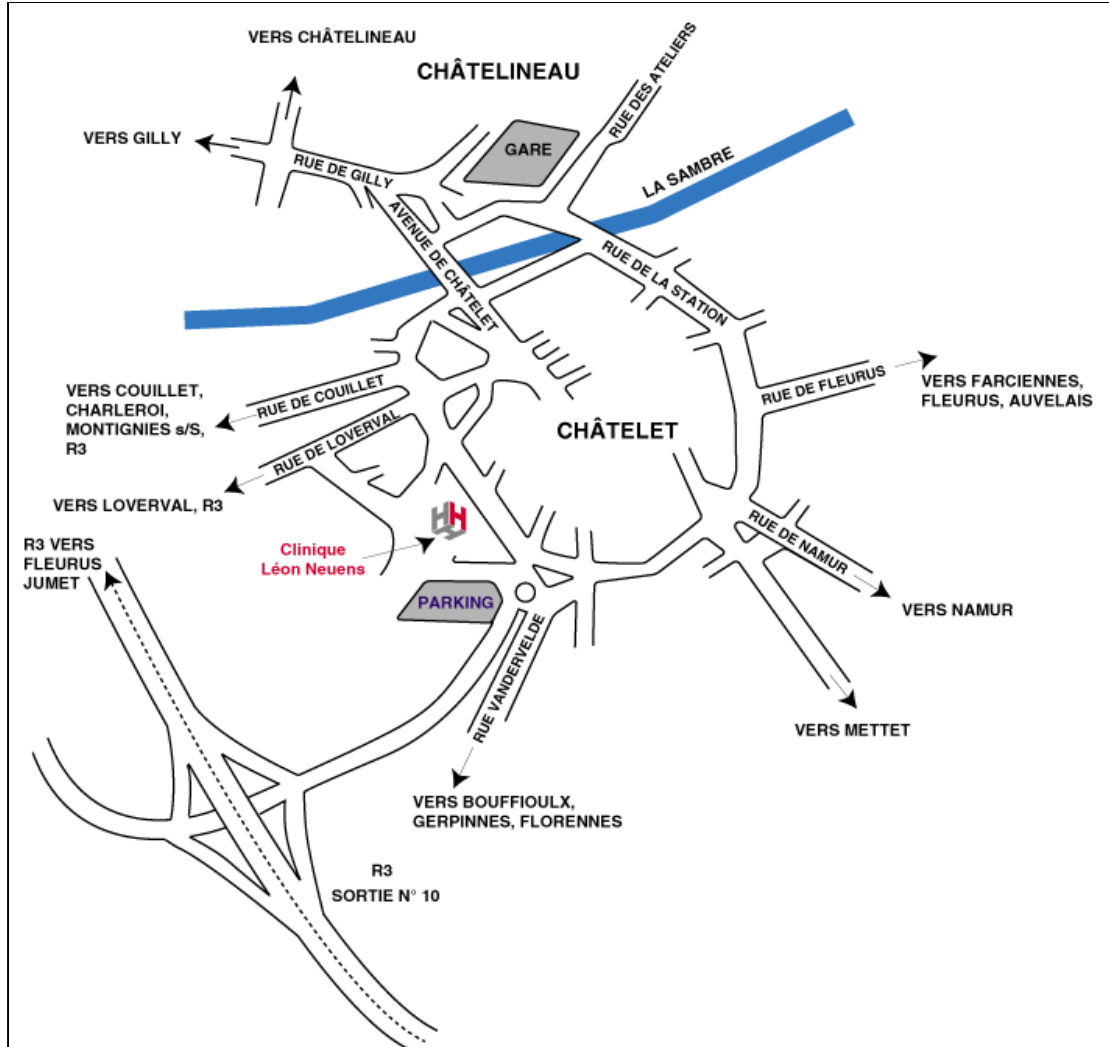 VERS CHÂTELINEAU
CHÂTELINEAU
RUE DES ATELIERS
VERS GILLY
GARE
RUE DE GILLY
LA SAMBRE
AVENUE DE CHÂTELET
RUE DE LA STATION
VERS COUILLET,
CHARLEROI,
MONTIGNIES s/S,
R3
RUE DE COUILLET
RUE DE FLEURUS
VERS FARCIENNES,
FLEURUS, AUVELAIS
RUE DE LOVERVAL
CHÂTELET
VERS LOVERVAL, R3
R3 VERS
FLEURUS
JUMET
Clinique
Léon Neuens
RUE DE NAMUR
PARKING
VERS NAMUR
RUE VANDERVELDE
VERS METTET
VERS BOUFFIOULX,
GERPINNES, FLORENNES
R3
SORTIE N° 10